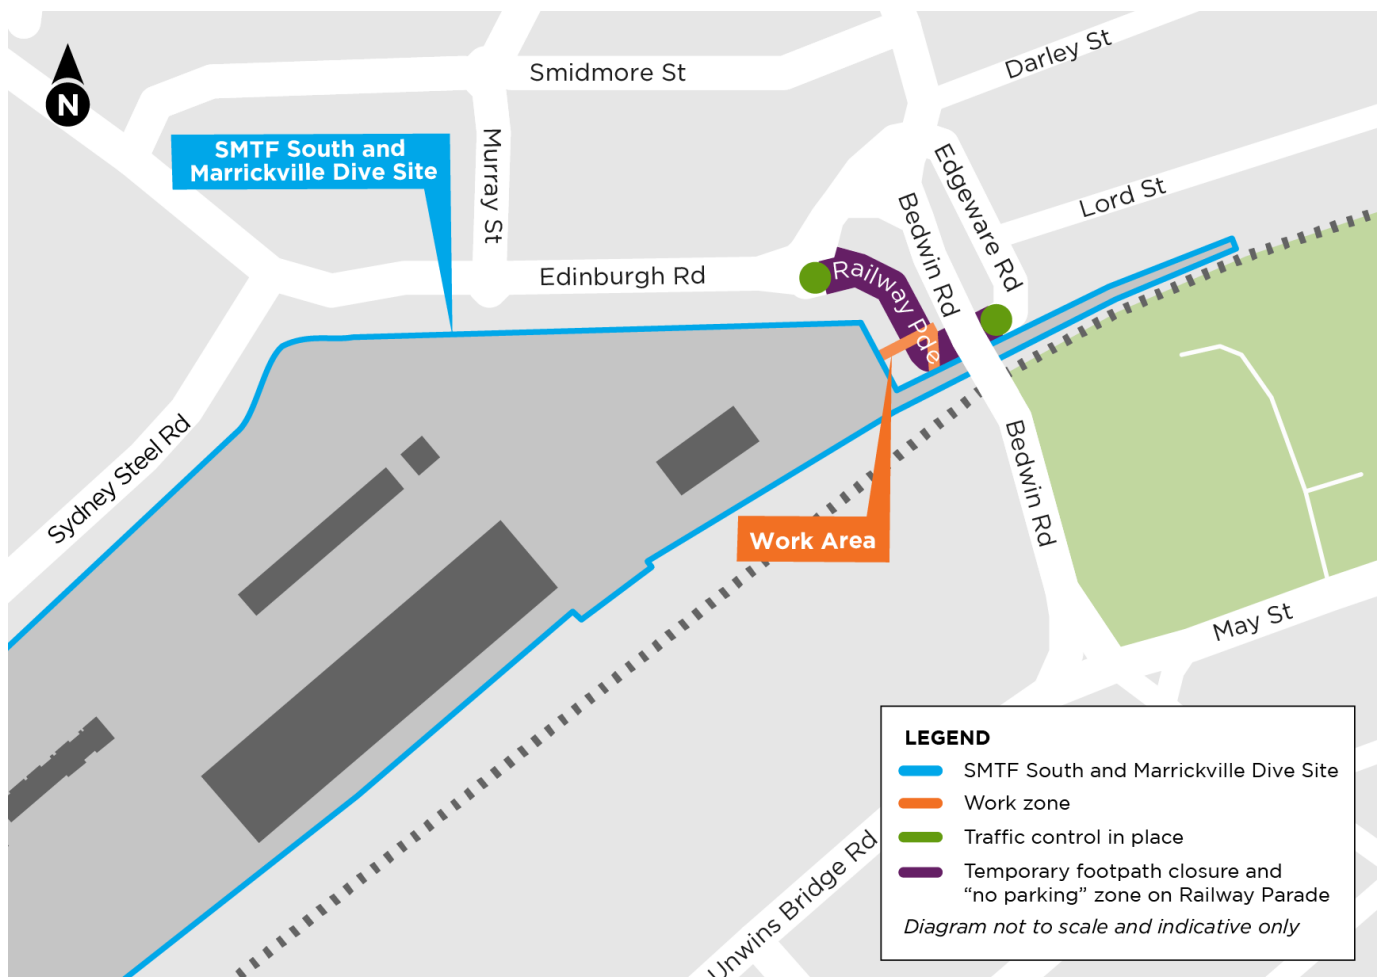 Smidmore St
Darley St
N
SMTF South and
Marrickville Dive Site
Murray St
Edgeware Rd
Lord St
Bedwin Rd
Edinburgh Rd
Railway Pde
Sydney Steel Rd
Bedwin Rd
Work Area
May St
Unwins Bridge Rd
LEGEND
SMTF South and Marrickville Dive Site
Work zone
Traffic control in place
Temporary footpath closure and
“no parking” zone on Railway Parade
Diagram not to scale and indicative only